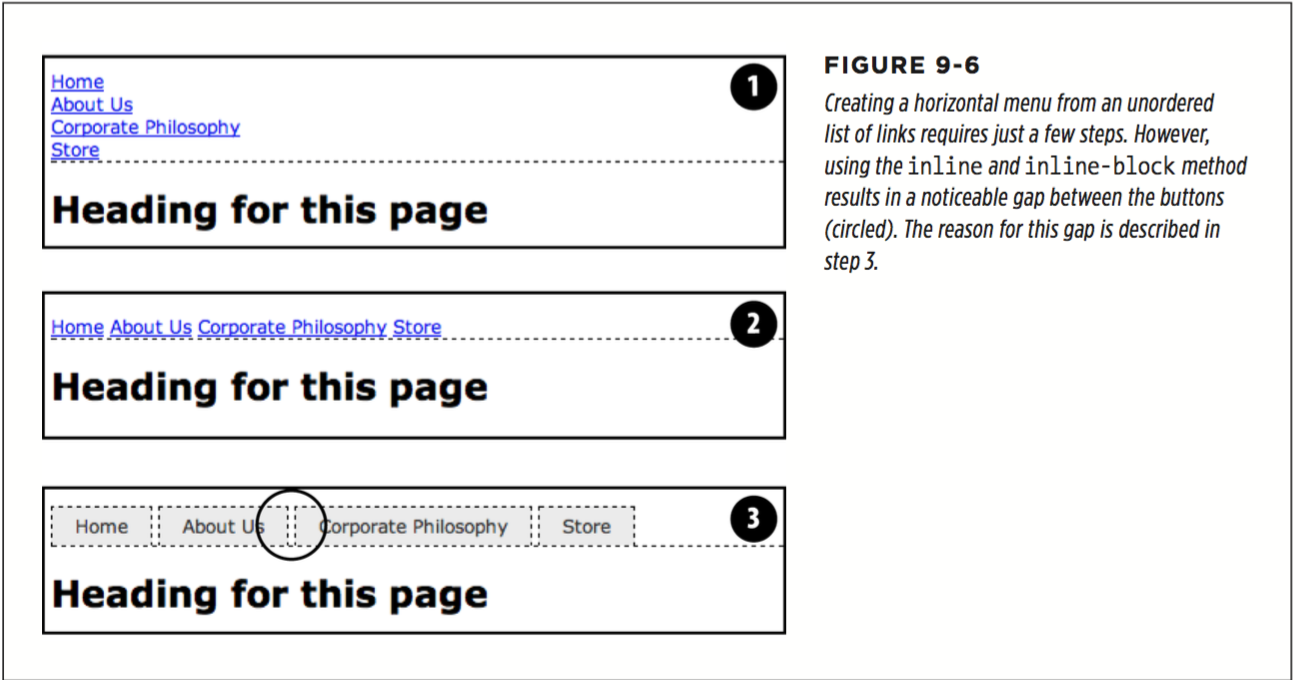 Home
About Us
Corporate Philosophy
Store
1
Heading for this page
Home About Us Corporate Philosophy Store
2
Heading for this page
Home About Us Corporate Philosophy Store
3
Heading for this page
FIGURE 9-6
Creating a horizontal menu from an unordered
list of links requires just a few steps. However,
using the inline and inline-block method
results in a noticeable gap between the buttons
(circled). The reason for this gap is described in
step 3.